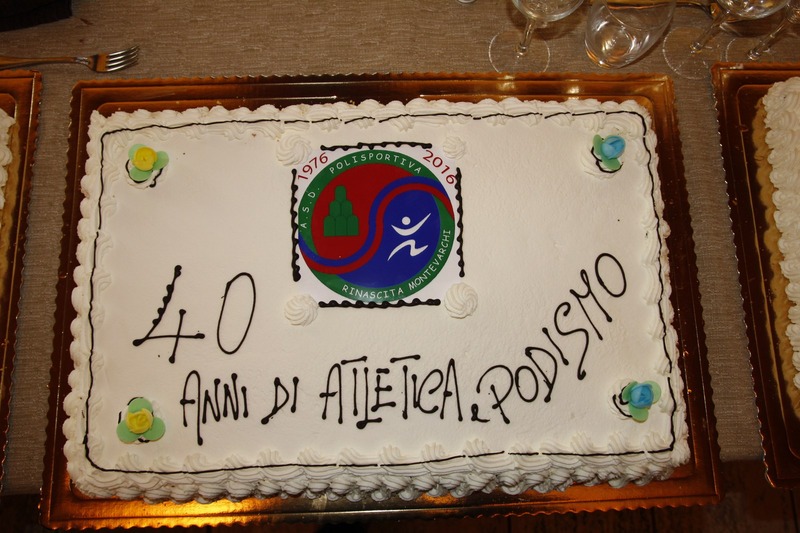 1976 2016
A.S.D. POLISPORTIVA
RINASCITA MONTEVARCHI
40
ANNI DI ATLETICA e PODISMO